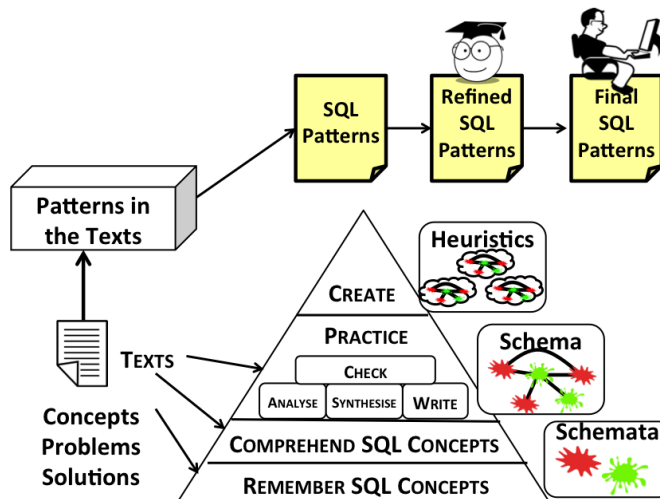 SQL
Patterns
Refined
SQL
Patterns
Final
SQL
Patterns
Patterns in
the Texts
Heuristics
CREATE
PRACTICE
Schema
TEXTS
CHECK
ANALYSE SYNTHESISE WRITE
Concepts
Problems
Solutions
COMPREHEND SQL CONCEPTS
Schemata
REMEMBER SQL CONCEPTS